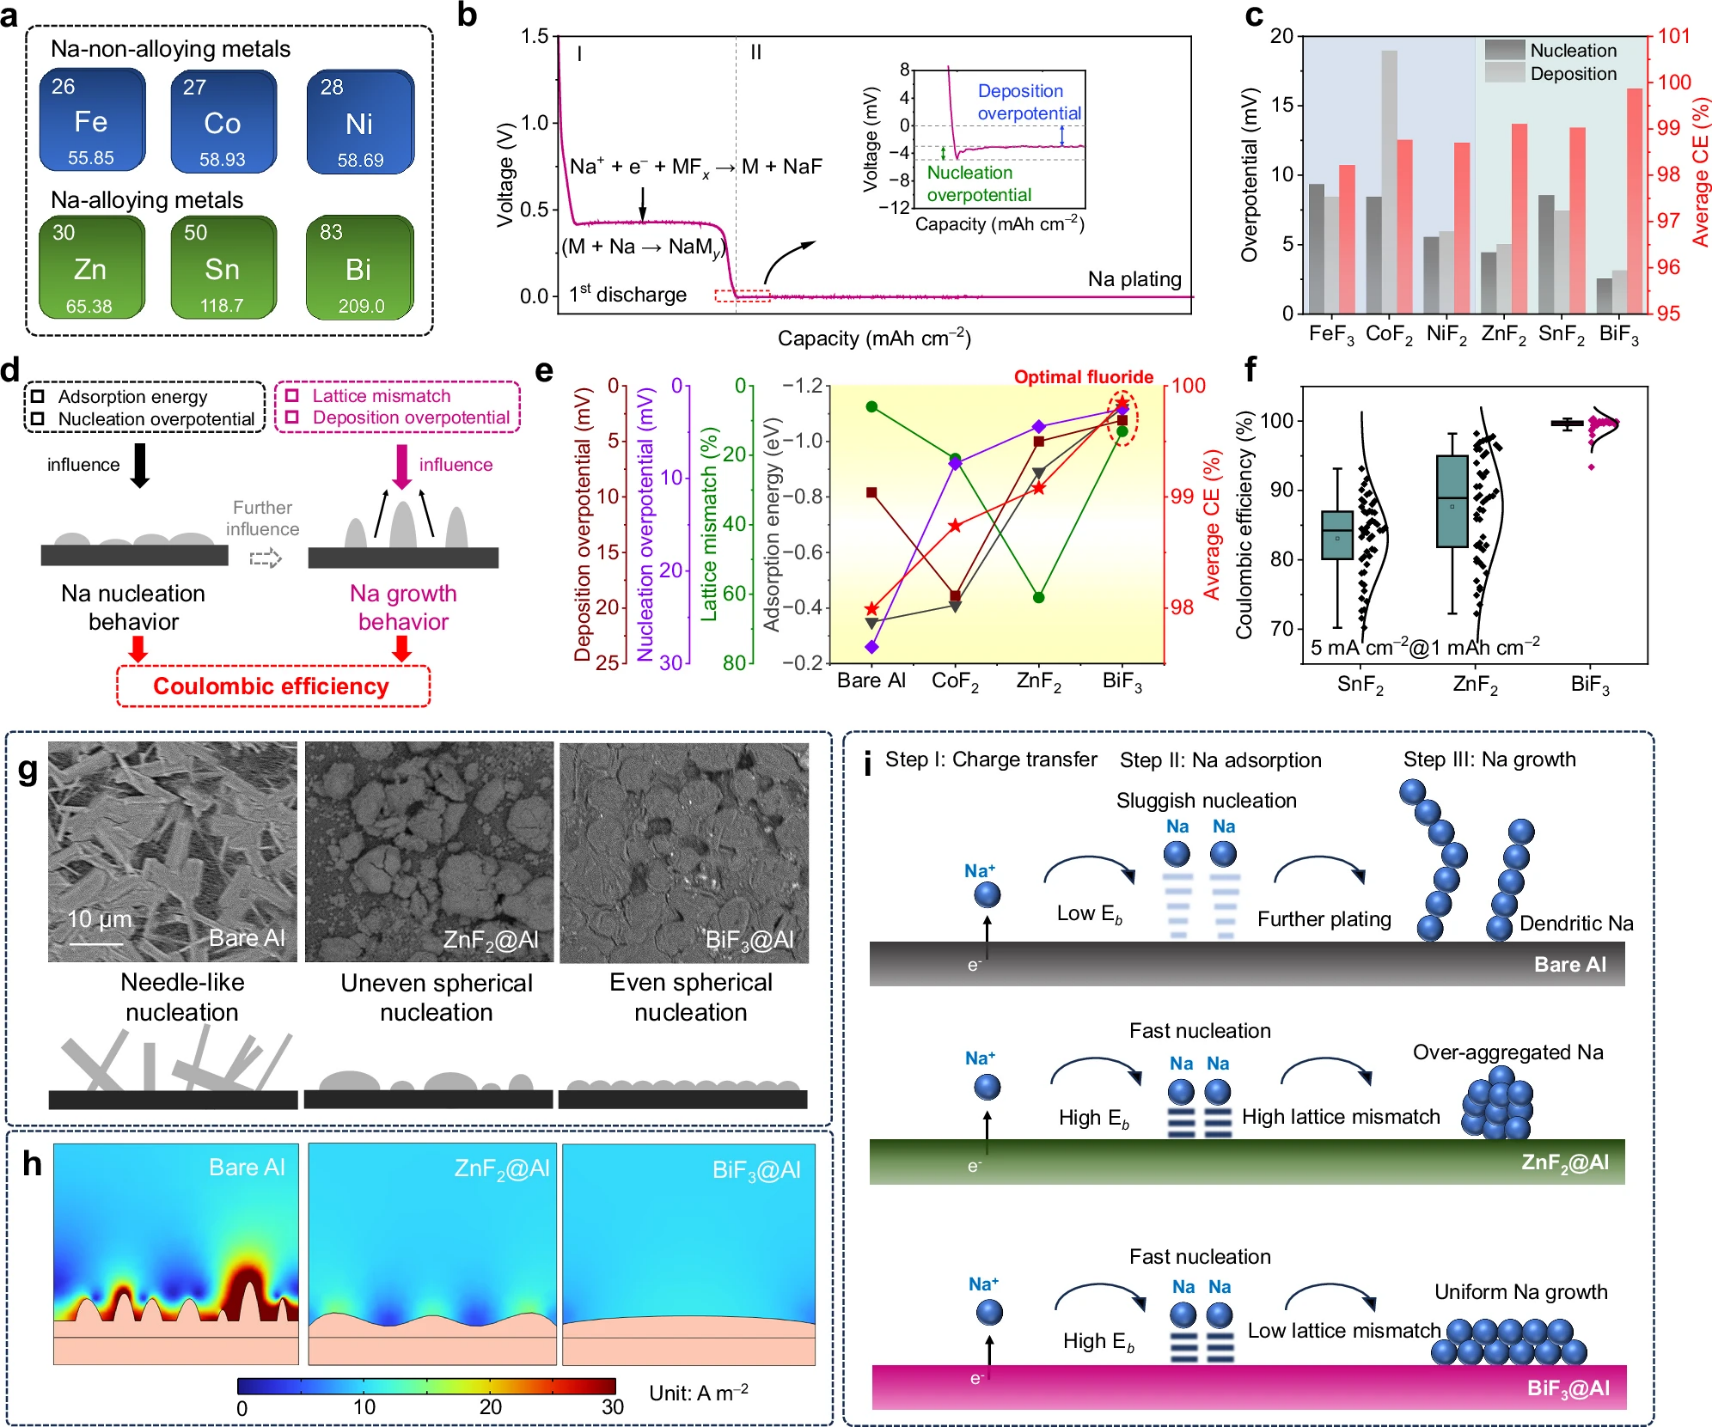 a
Na-non-alloying metals
26
Fe
55.85
27
Co
58.93
28
Ni
58.69
Na-alloying metals
30
Zn
65.38
50
Sn
118.7
83
Bi
209.0
b
1.5
1.0
0.5
0.0
Voltage (V)
I
II
Na⁺ + e⁻ + MFₓ → M + NaF
(M + Na → NaMᵧ)
1ˢᵗ discharge
Na plating
Capacity (mAh cm⁻²)
8
4
0
−4
−8
−12
Voltage (mV)
Deposition
overpotential
Nucleation
overpotential
Capacity (mAh cm⁻²)
c
20
15
10
5
0
Overpotential (mV)
Nucleation
Deposition
101
100
99
98
97
96
95
Average CE (%)
FeF₃
CoF₂
NiF₂
ZnF₂
SnF₂
BiF₃
d
Adsorption energy
Nucleation overpotential
Lattice mismatch
Deposition overpotential
influence
influence
Further
influence
Na nucleation
behavior
Na growth
behavior
Coulombic efficiency
e
Deposition overpotential (mV)
0
5
10
15
20
25
Nucleation overpotential (mV)
0
10
20
30
Lattice mismatch (%)
0
20
40
60
80
Adsorption energy (eV)
−1.2
−1.0
−0.8
−0.6
−0.4
−0.2
Optimal fluoride
100
99
98
Average CE (%)
Bare Al
CoF₂
ZnF₂
BiF₃
f
100
90
80
70
Coulombic efficiency (%)
5 mA cm⁻²@1 mAh cm⁻²
SnF₂
ZnF₂
BiF₃
g
10 μm
Bare Al
ZnF₂@Al
BiF₃@Al
Needle-like
nucleation
Uneven spherical
nucleation
Even spherical
nucleation
h
Bare Al
ZnF₂@Al
BiF₃@Al
0
10
20
30
Unit: A m⁻²
i
Step I: Charge transfer
Step II: Na adsorption
Step III: Na growth
Sluggish nucleation
Na
Na
Na⁺
Low E_b
Further plating
Dendritic Na
e⁻
Bare Al
Fast nucleation
Na
Na
Na⁺
High E_b
High lattice mismatch
Over-aggregated Na
e⁻
ZnF₂@Al
Fast nucleation
Na
Na
Na⁺
High E_b
Low lattice mismatch
Uniform Na growth
e⁻
BiF₃@Al